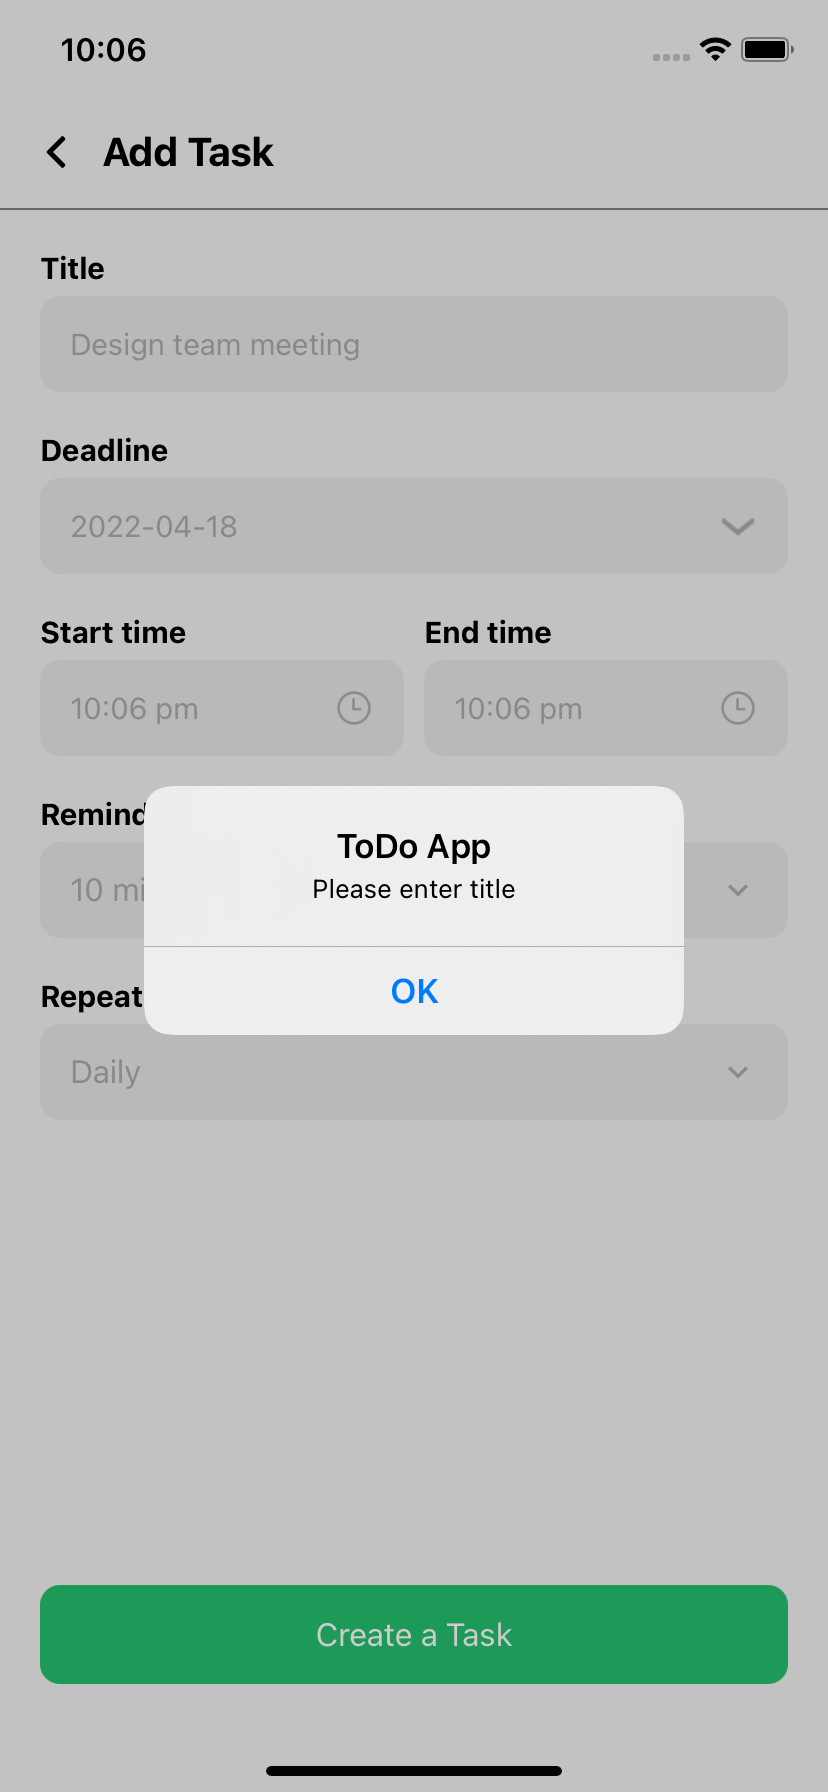 10:06
Add Task
Title
Design team meeting
Deadline
2022-04-18
Start time
End time
10:06 pm
10:06 pm
Remind
10 mi
ToDo App
Please enter title
OK
Repeat
Daily
Create a Task